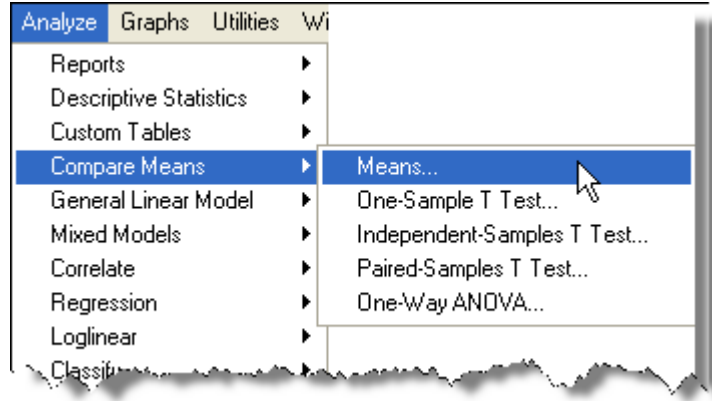 Analyze Graphs Utilities Wi
Reports
Descriptive Statistics
Custom Tables
Compare Means
General Linear Model
Mixed Models
Correlate
Regression
Loglinear
Means...
One-Sample T Test...
Independent-Samples T Test...
Paired-Samples T Test...
One-Way ANOVA...